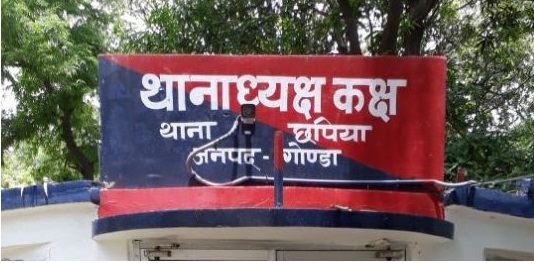 थानाध्यक्ष कक्ष
थाना छपिया
जनपद - गोण्डा